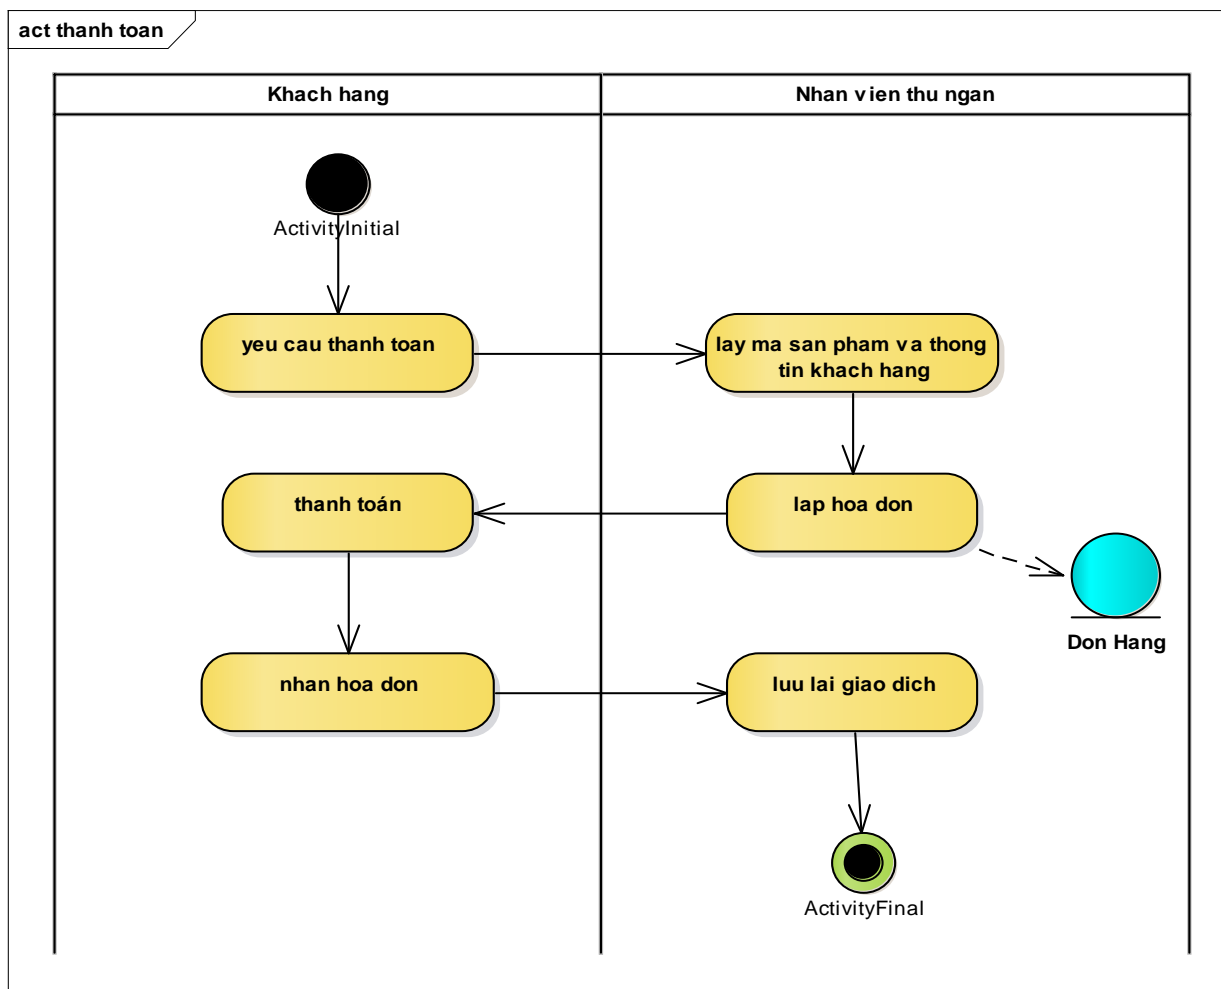 act thanh toan
Khach hang
Nhan vien thu ngan
ActivityInitial
yeu cau thanh toan
lay ma san pham va thong
tin khach hang
thanh toán
lap hoa don
Don Hang
nhan hoa don
luu lai giao dich
ActivityFinal